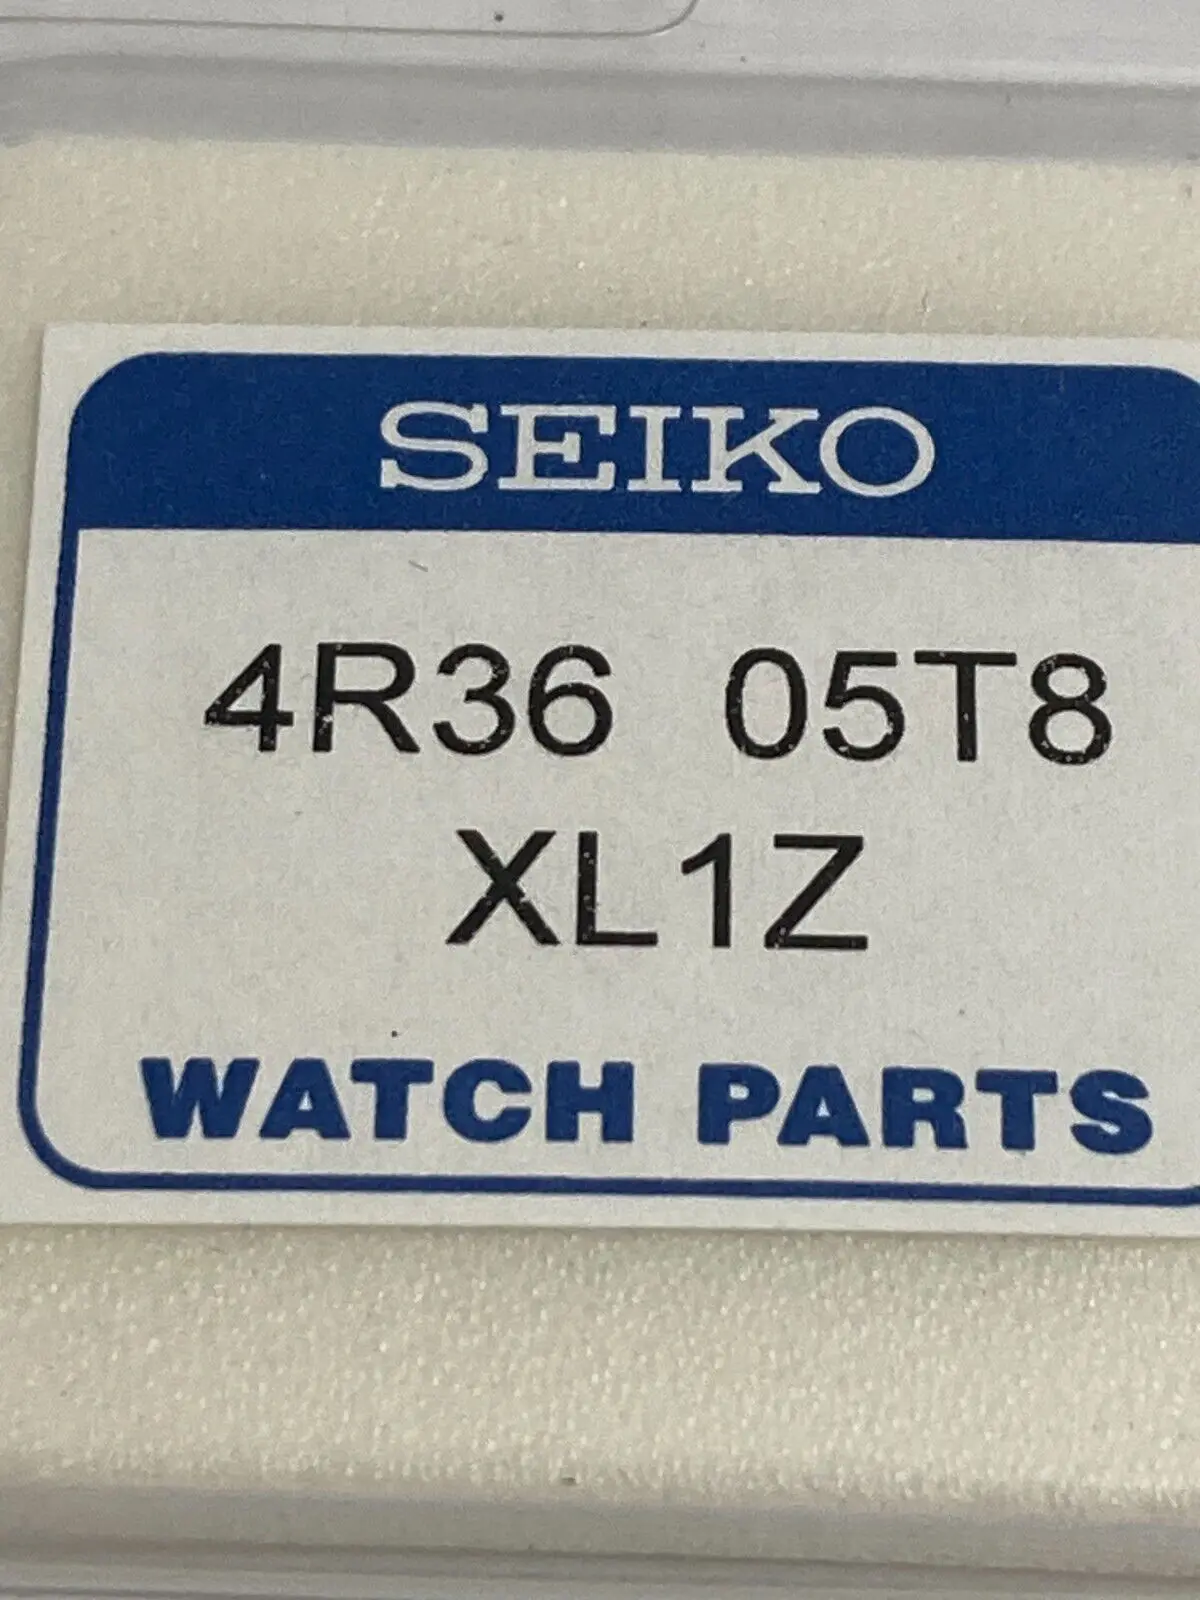 SEIKO
4R36 05T8
XL1Z
WATCH PARTS